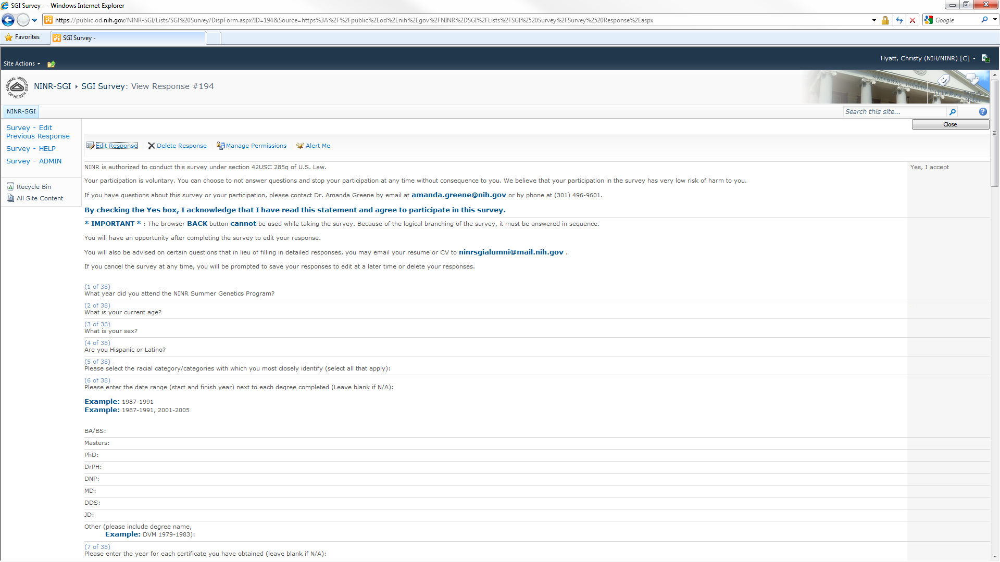 SGI Survey - - Windows Internet Explorer
https://public.od.nih.gov/NINR-SGI/Lists/SGI%20Survey/DispForm.aspx?ID=194&Source=https%3A%2F%2Fpublic%2Eod%2Enih%2Egov%2FNINR%2DSGI%2FLists%2FSGI%2520Survey%2FSurvey%2520Response%2Easpx
Google
Favorites
SGI Survey -
Site Actions
Hyatt, Christy (NIH/NINR) [C]
NATIONAL INSTITUTES OF HEALTH
NINR-SGI SGI Survey: View Response #194
NATIONAL INSTITUTES
Tags & Notes
NINR-SGI
Search this site...
Close
Survey - Edit
Previous Response
Survey - HELP
Survey - ADMIN
Recycle Bin
All Site Content
Edit Response
Delete Response
Manage Permissions
Alert Me
NINR is authorized to conduct this survey under section 42USC 285q of U.S. Law.
Yes, I accept
Your participation is voluntary. You can choose to not answer questions and stop your participation at any time without consequence to you. We believe that your participation in the survey has very low risk of harm to you.
If you have questions about this survey or your participation, please contact Dr. Amanda Greene by email at amanda.greene@nih.gov or by phone at (301) 496-9601.
By checking the Yes box, I acknowledge that I have read this statement and agree to participate in this survey.
* IMPORTANT * : The browser BACK button cannot be used while taking the survey. Because of the logical branching of the survey, it must be answered in sequence.
You will have an opportunity after completing the survey to edit your response.
You will also be advised on certain questions that in lieu of filling in detailed responses, you may email your resume or CV to ninrsgialumni@mail.nih.gov .
If you cancel the survey at any time, you will be prompted to save your responses to edit at a later time or delete your responses.
(1 of 38)
What year did you attend the NINR Summer Genetics Program?
(2 of 38)
What is your current age?
(3 of 38)
What is your sex?
(4 of 38)
Are you Hispanic or Latino?
(5 of 38)
Please select the racial category/categories with which you most closely identify (select all that apply):
(6 of 38)
Please enter the date range (start and finish year) next to each degree completed (Leave blank if N/A):
Example: 1987-1991
Example: 1987-1991, 2001-2005
BA/BS:
Masters:
PhD:
DrPH:
DNP:
MD:
DDS:
JD:
Other (please include degree name,
Example: DVM 1979-1983):
(7 of 38)
Please enter the year for each certificate you have obtained (leave blank if N/A):